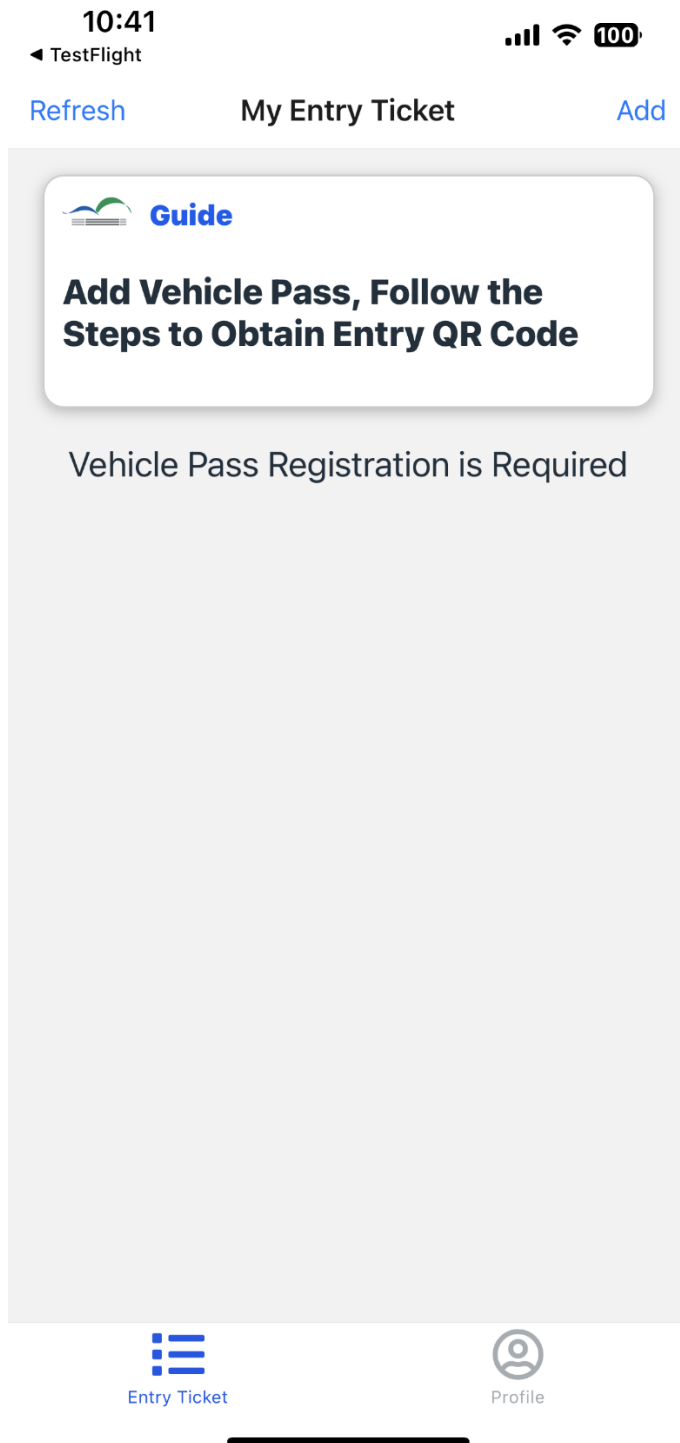 10:41
◀ TestFlight
100
Refresh
My Entry Ticket
Add
Guide
Add Vehicle Pass, Follow the
Steps to Obtain Entry QR Code
Vehicle Pass Registration is Required
Entry Ticket
Profile